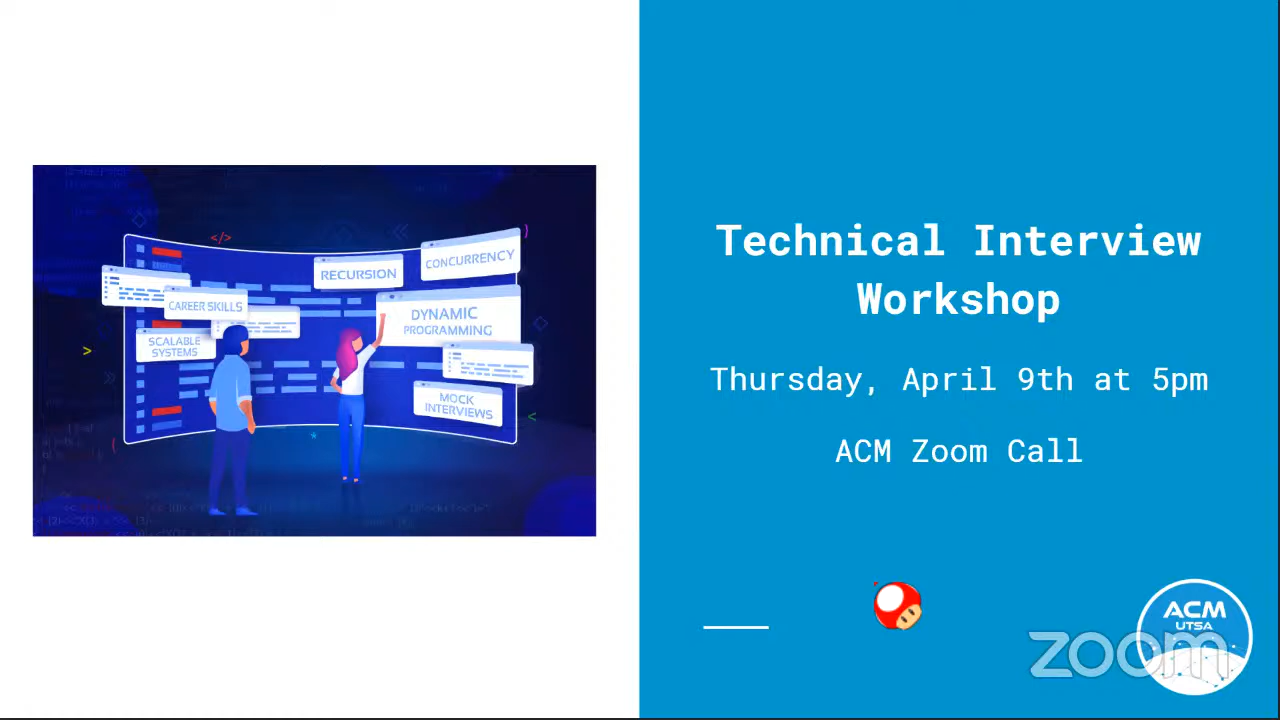 </>
RECURSION
CONCURRENCY
CAREER SKILLS
DYNAMIC
PROGRAMMING
SCALABLE
SYSTEMS
MOCK
INTERVIEWS
Technical Interview
Workshop
Thursday, April 9th at 5pm
ACM Zoom Call
ACM
UTSA
zoom